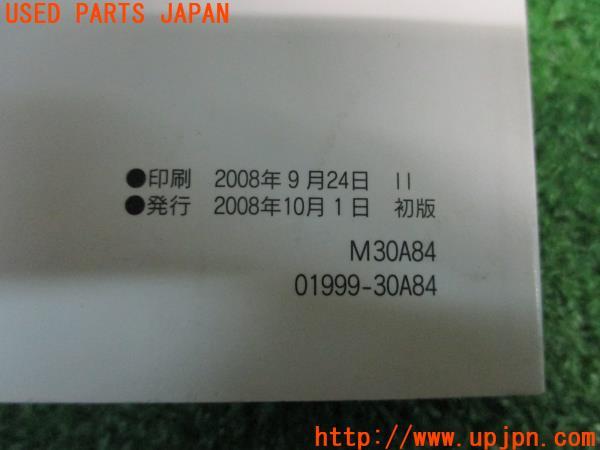 USED PARTS JAPAN
●印刷 2008年9月24日 II
●発行 2008年10月1日 初版
M30A84
01999-30A84
http://www.upjpn.com